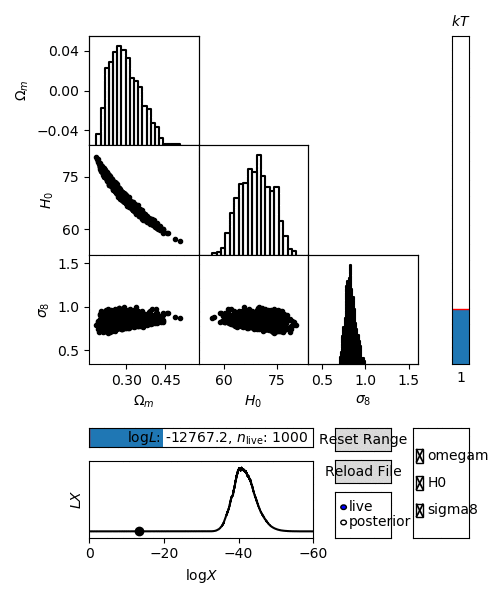 kT
0.04
0.00
−0.04
Ωm
75
60
H0
1.5
1.0
0.5
σ8
0.30 0.45
Ωm
60 75
H0
0.5 1.0 1.5
σ8
1
logL: -12767.2, nlive: 1000
LX
0 −20 −40 −60
logX
Reset Range
Reload File
live
posterior
omegam
H0
sigma8